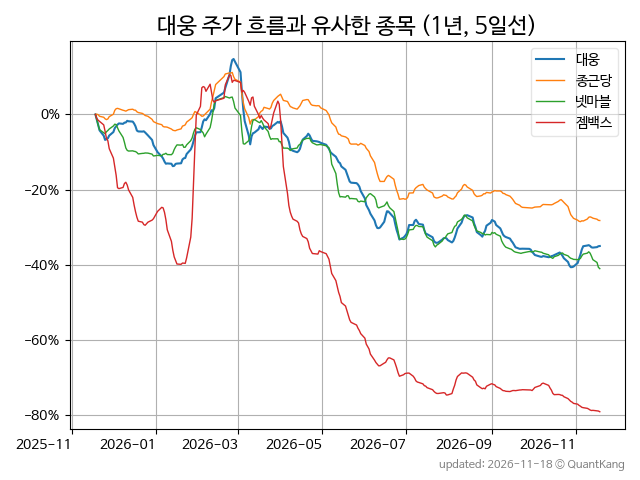 대웅 주가 흐름과 유사한 종목 (1년, 5일선)
대웅
종근당
넷마블
젬백스
0%
−20%
−40%
−60%
−80%
2025-11 2026-01 2026-03 2026-05 2026-07 2026-09 2026-11
updated: 2026-11-18 © QuantKang